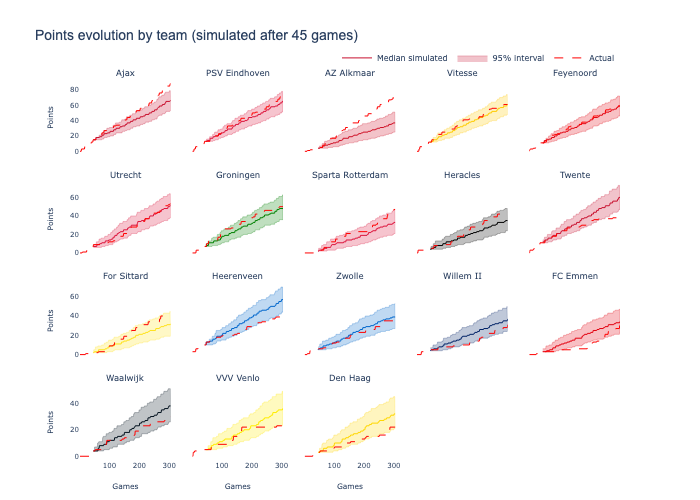 Points evolution by team (simulated after 45 games)
Median simulated 95% interval Actual
Ajax PSV Eindhoven AZ Alkmaar Vitesse Feyenoord
80
60
40
20
0
Points
Utrecht Groningen Sparta Rotterdam Heracles Twente
60
40
20
0
Points
For Sittard Heerenveen Zwolle Willem II FC Emmen
60
40
20
0
Points
Waalwijk VVV Venlo Den Haag
40
20
0
Points
100 200 300 100 200 300 100 200 300
Games Games Games